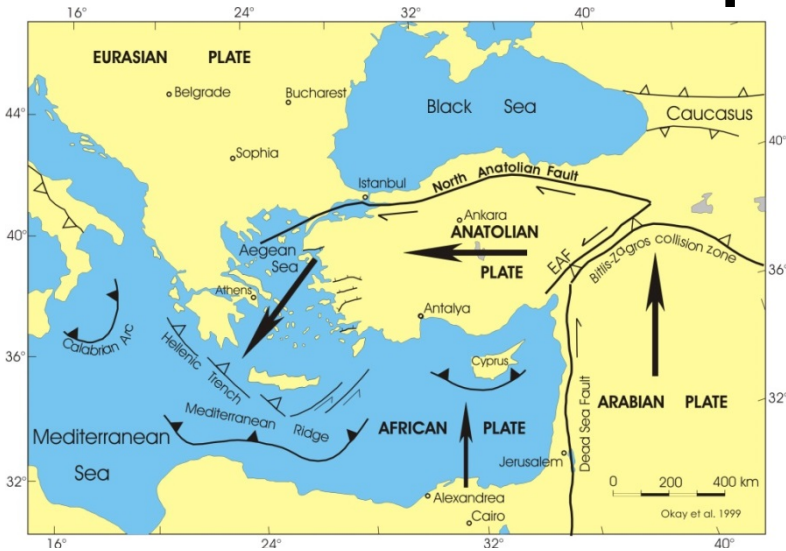 16° 24° 32° 40°
EURASIAN PLATE
Belgrade
Bucharest
44°
Black Sea
Caucasus
40°
Sophia
Istanbul
North Anatolian Fault
Ankara
ANATOLIAN
PLATE
40°
Aegean
Sea
EAF
Bitlis-Zagros collision zone
36°
Athens
Antalya
Calabrian Arc
Hellenic Trench
36°
Cyprus
Mediterranean Ridge
AFRICAN PLATE
ARABIAN PLATE
32°
Dead Sea Fault
Mediterranean
Sea
Jerusalem
0 200 400 km
32°
Alexandrea
Okay et al. 1999
Cairo
16° 24° 32° 40°